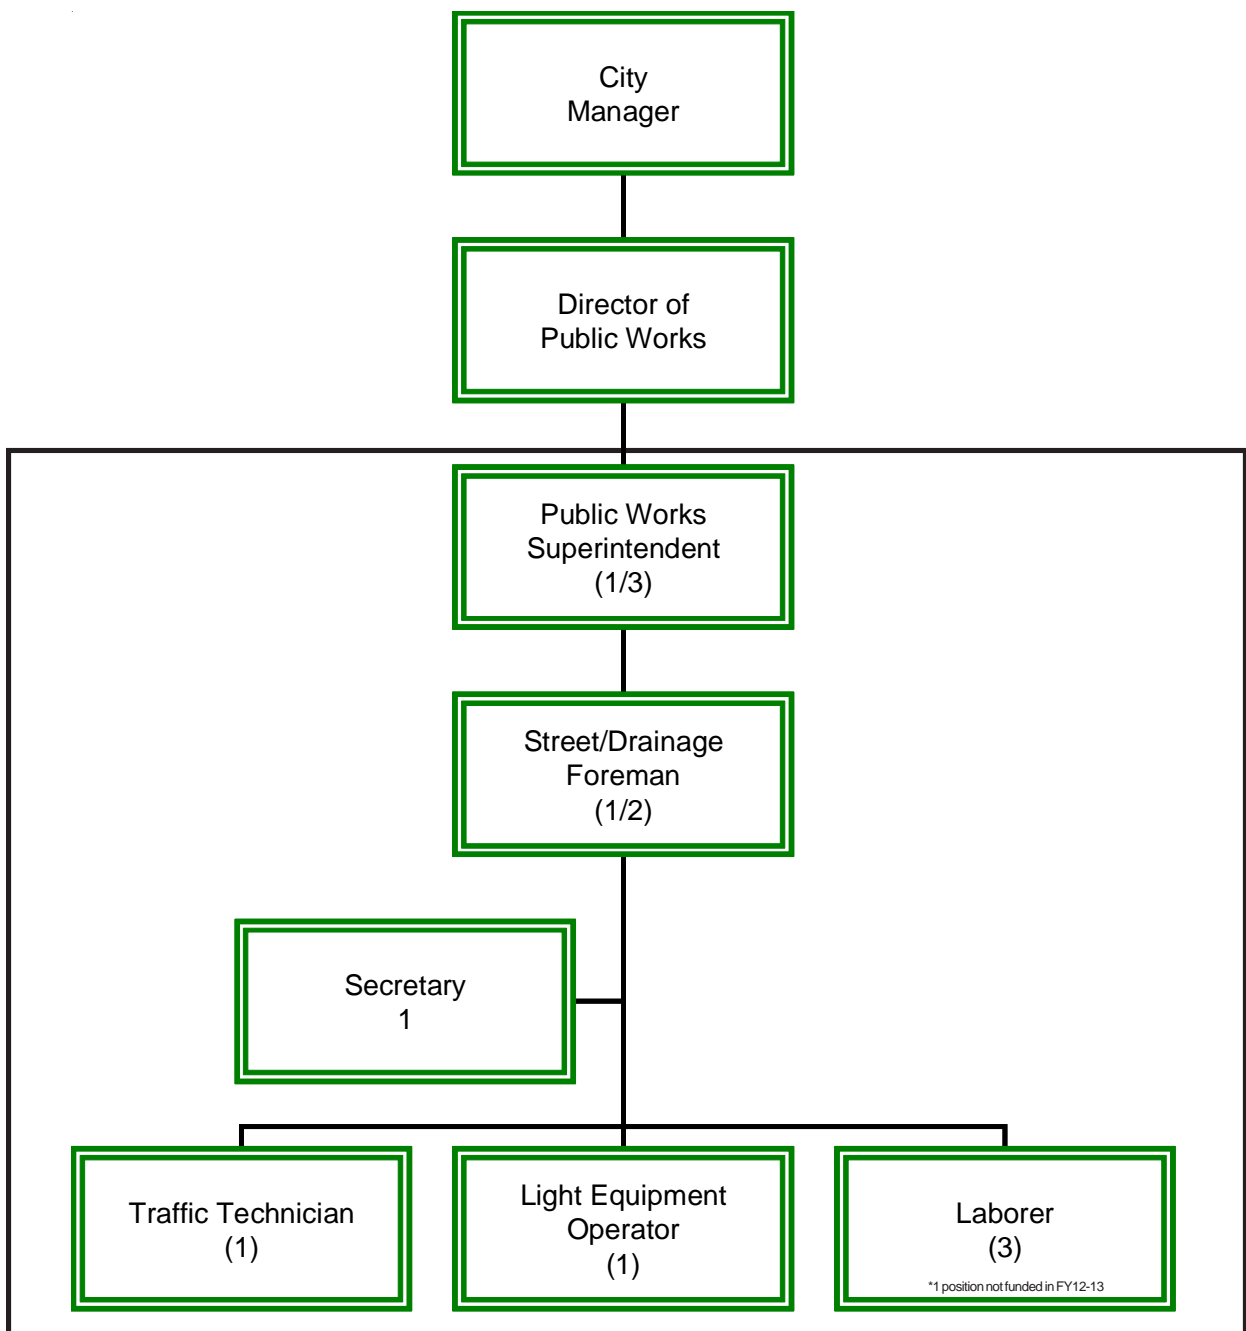 City
Manager
Director of
Public Works
Public Works
Superintendent
(1/3)
Street/Drainage
Foreman
(1/2)
Secretary
1
Traffic Technician
(1)
Light Equipment
Operator
(1)
Laborer
(3)
*1 position not funded in FY12-13